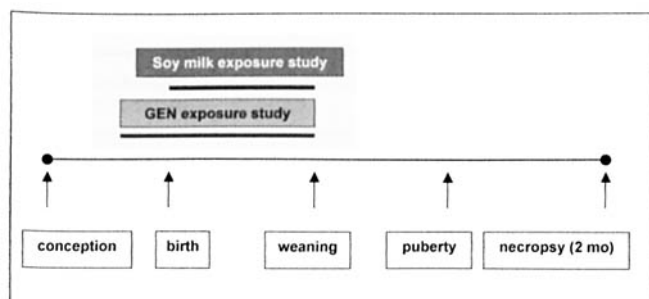 Soy milk exposure study
GEN exposure study
conception
birth
weaning
puberty
necropsy (2 mo)